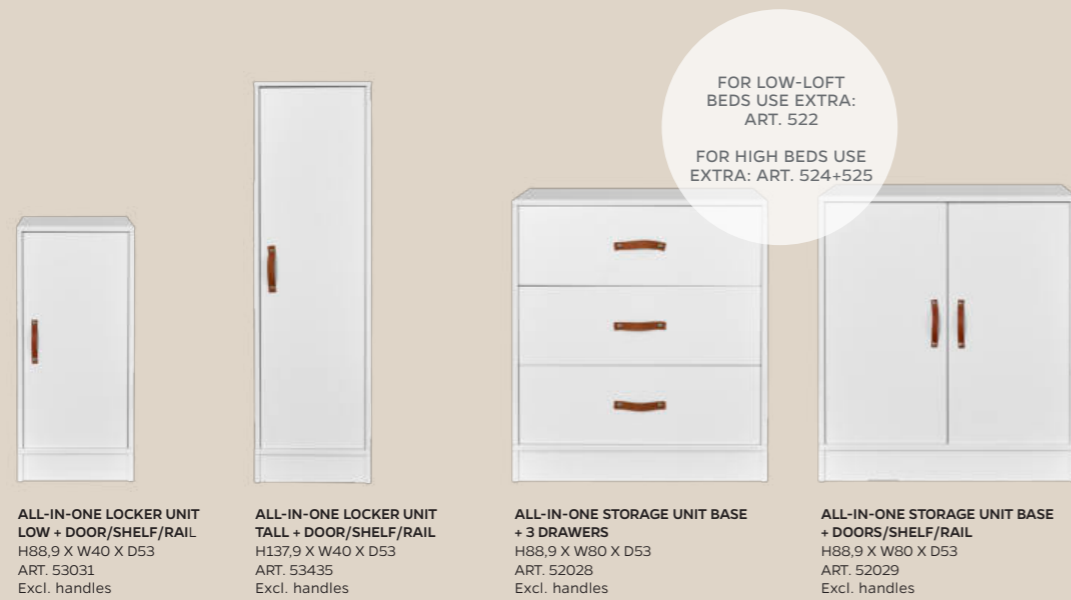 FOR LOW-LOFT
BEDS USE EXTRA:
ART. 522
FOR HIGH BEDS USE
EXTRA: ART. 524+525
ALL-IN-ONE LOCKER UNIT
LOW + DOOR/SHELF/RAIL
H88,9 X W40 X D53
ART. 53031
Excl. handles
ALL-IN-ONE LOCKER UNIT
TALL + DOOR/SHELF/RAIL
H137,9 X W40 X D53
ART. 53435
Excl. handles
ALL-IN-ONE STORAGE UNIT BASE
+ 3 DRAWERS
H88,9 X W80 X D53
ART. 52028
Excl. handles
ALL-IN-ONE STORAGE UNIT BASE
+ DOORS/SHELF/RAIL
H88,9 X W80 X D53
ART. 52029
Excl. handles